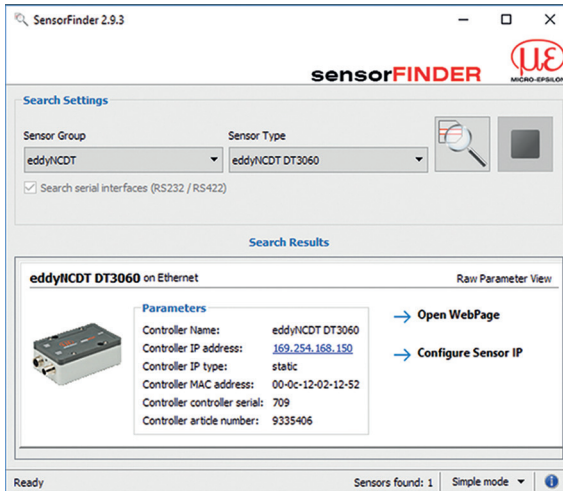 SensorFinder 2.9.3
sensorFINDER
με
MICRO-EPSILON
Search Settings
Sensor Group
Sensor Type
eddyNCDT
eddyNCDT DT3060
Search serial interfaces (RS232 / RS422)
Search Results
eddyNCDT DT3060 on Ethernet
Raw Parameter View
Parameters
Controller Name: eddyNCDT DT3060
Controller IP address: 169.254.168.150
Controller IP type: static
Controller MAC address: 00-0c-12-02-12-52
Controller controller serial: 709
Controller article number: 9335406
→ Open WebPage
→ Configure Sensor IP
Ready
Sensors found: 1
Simple mode